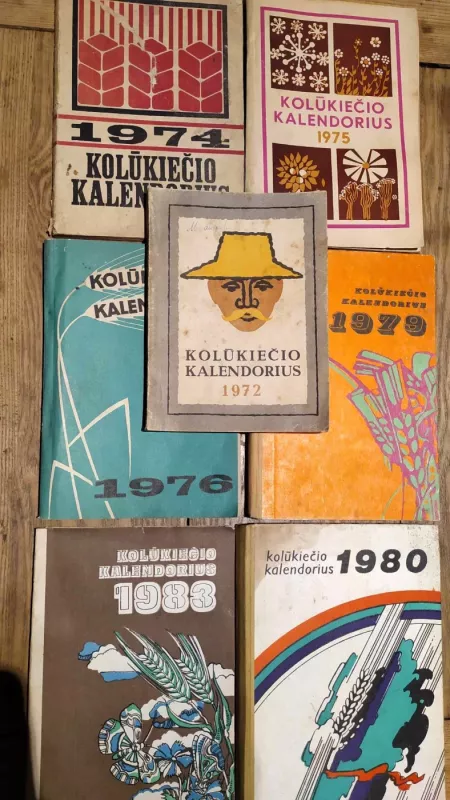 1974
KOLŪKIEČIO
KALENDORIUS
KOLŪKIEČIO
KALENDORIUS
1975
1976
KOLŪKIEČIO
KALENDORIUS
1972
KOLŪKIEČIO
KALENDORIUS
1979
KOLŪKIEČIO
KALENDORIUS
1983
kolūkiečio
kalendorius 1980